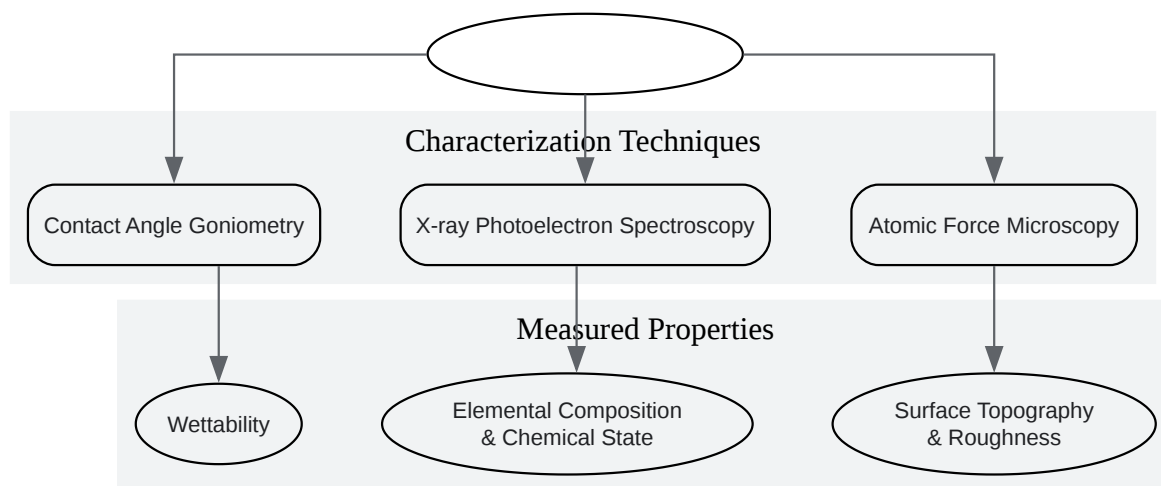 Characterization Techniques
Contact Angle Goniometry
X-ray Photoelectron Spectroscopy
Atomic Force Microscopy
Measured Properties
Wettability
Elemental Composition
& Chemical State
Surface Topography
& Roughness